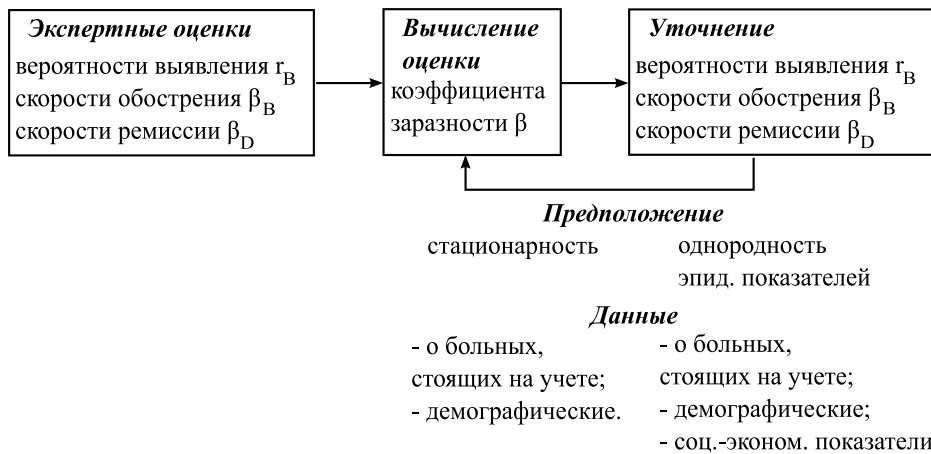 Экспертные оценки
вероятности выявления r_B
скорости обострения β_B
скорости ремиссии β_D
Вычисление
оценки
коэффициента
заразности β
Уточнение
вероятности выявления r_B
скорости обострения β_B
скорости ремиссии β_D
Предположение
стационарность
однородность
эпид. показателей
Данные
- о больных,
стоящих на учете;
- демографические.
- о больных,
стоящих на учете;
- демографические;
- соц.-эконом. показатели